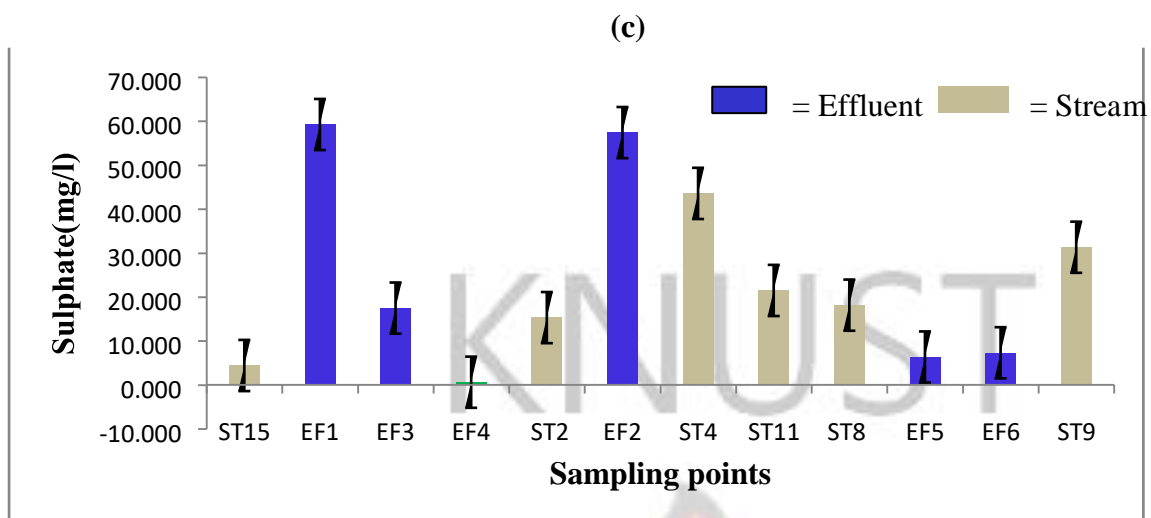 (c)
70.000
60.000
50.000
40.000
30.000
20.000
10.000
0.000
-10.000
Sulphate(mg/l)
= Effluent = Stream
KNUST
ST15 EF1 EF3 EF4 ST2 EF2 ST4 ST11 ST8 EF5 EF6 ST9
Sampling points